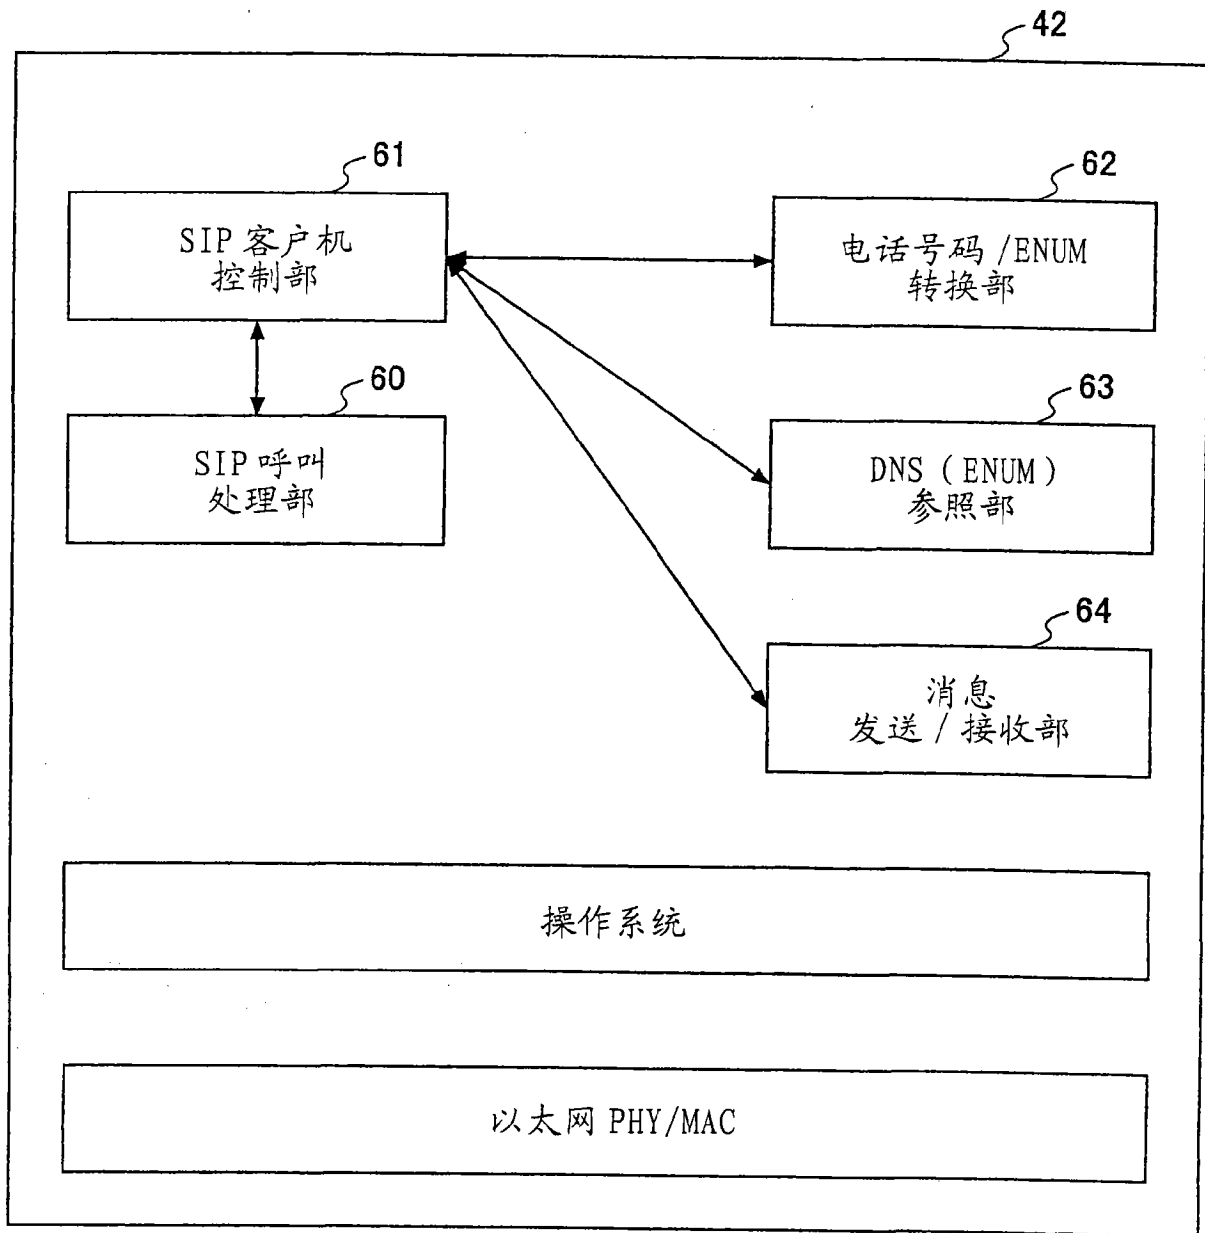 42
61
SIP 客户机
控制部
62
电话号码 /ENUM
转换部
60
SIP 呼叫
处理部
63
DNS (ENUM)
参照部
64
消息
发送 / 接收部
操作系统
以太网 PHY/MAC